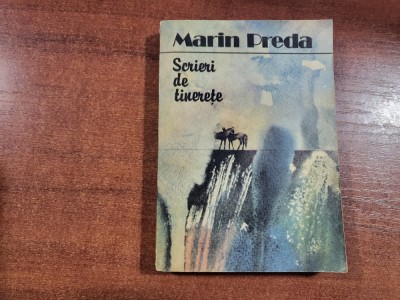 Marin Preda
Scrieri
de
tinerețe